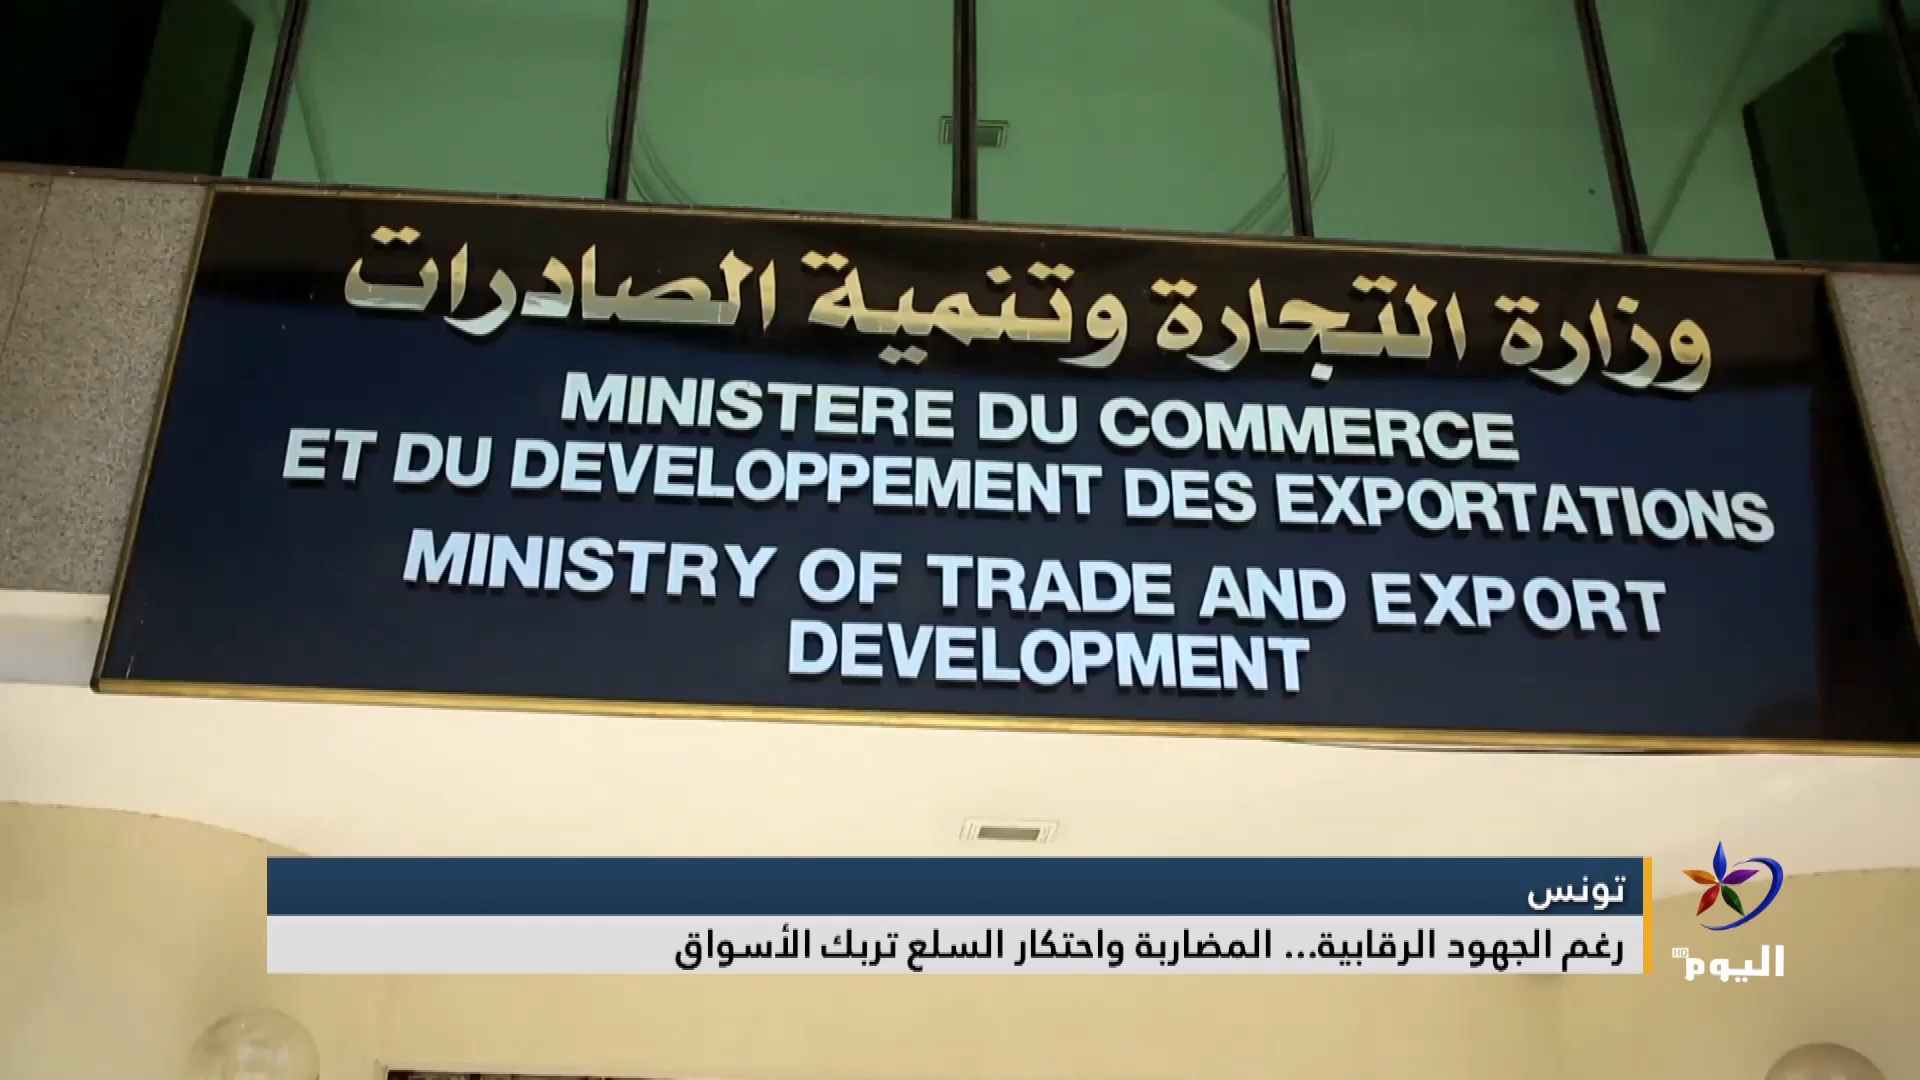 وزارة التجارة وتنمية الصادرات
MINISTERE DU COMMERCE
ET DU DEVELOPPEMENT DES EXPORTATIONS
MINISTRY OF TRADE AND EXPORT
DEVELOPMENT
تونس
رغم الجهود الرقابية... المضاربة واحتكار السلع تربك الأسواق
اليوم HD